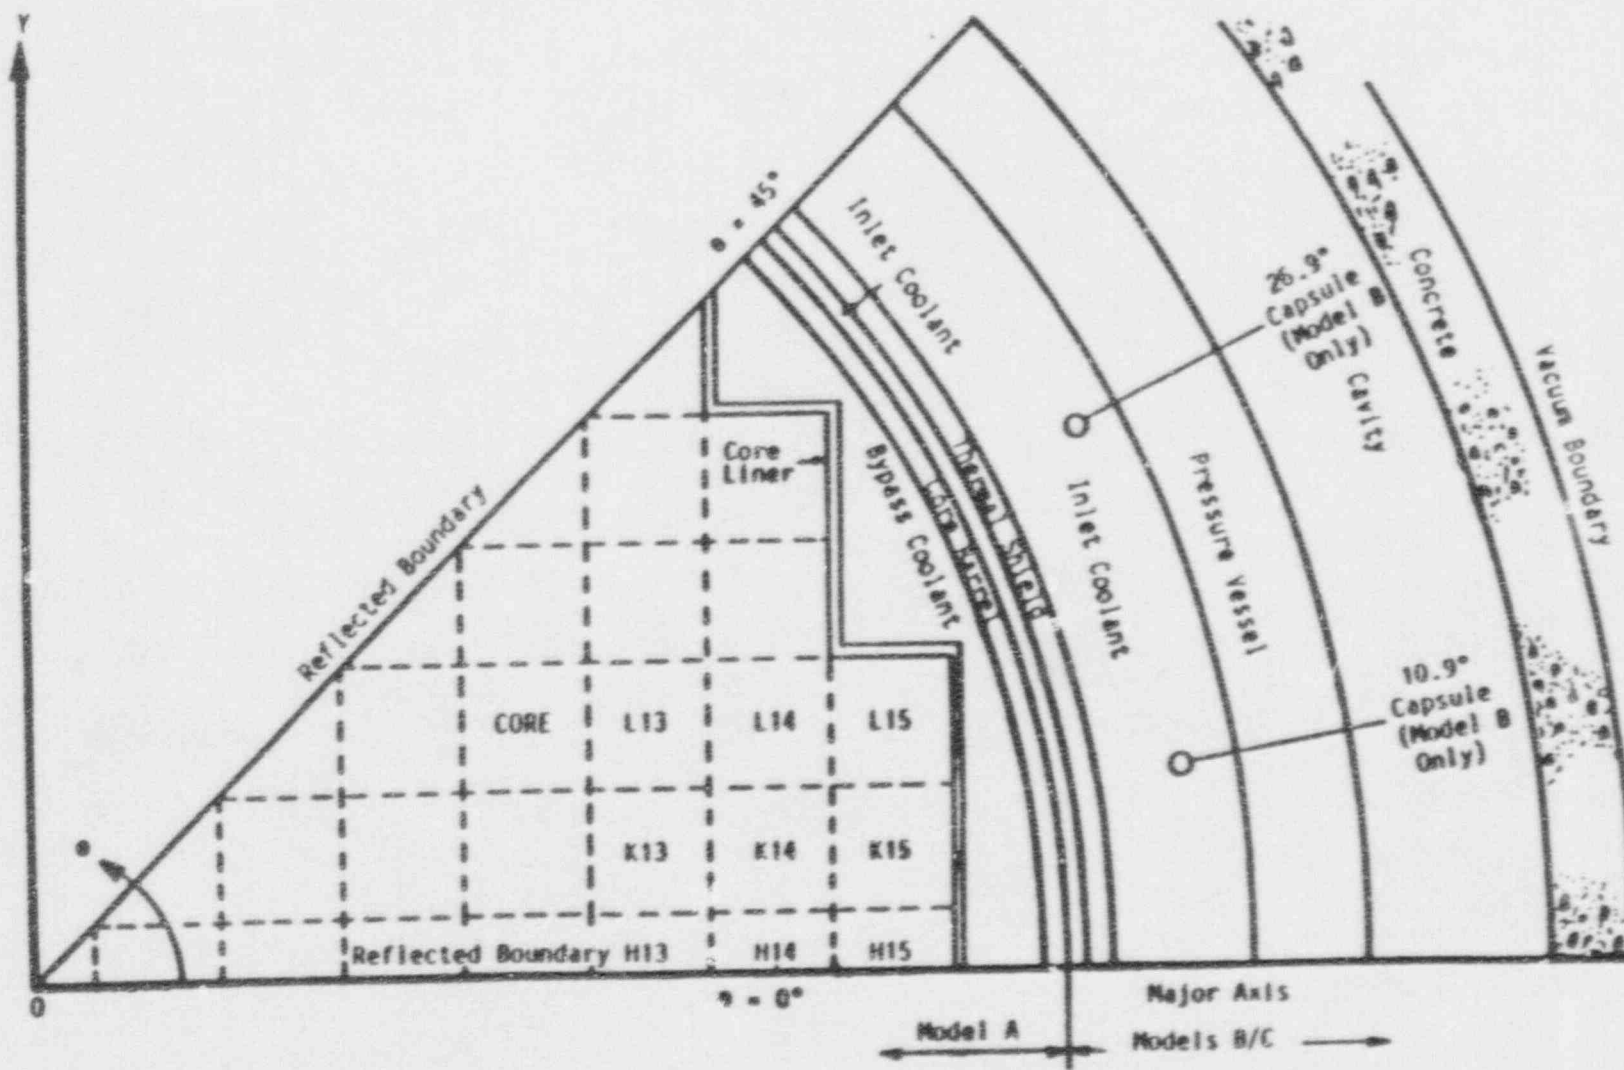 Y
θ = 45°
Inlet Coolant
26.9°
Capsule
(Model B
Only)
Concrete
Cavity
Vacuum Boundary
Core
Liner
Bypass Coolant
Core Barrel
Thermal Shield
Inlet Coolant
Pressure Vessel
Reflected Boundary
10.9°
Capsule
(Model B
Only)
CORE L13 L14 L15
K13 K14 K15
θ
Reflected Boundary H13 H14 H15
0
θ = 0°
Major Axis
Model A
Models B/C